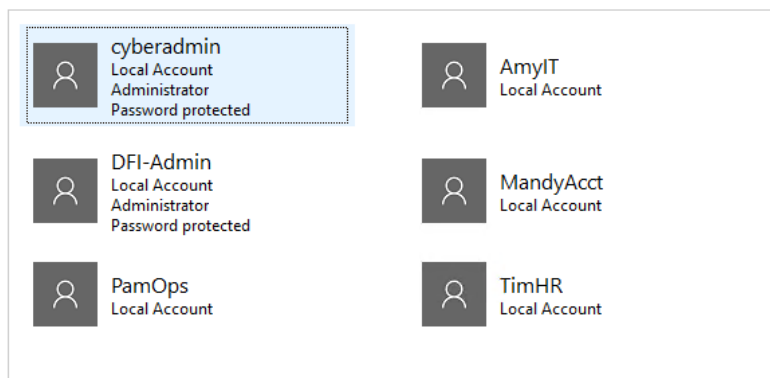 cyberadmin
Local Account
Administrator
Password protected
AmyIT
Local Account
DFI-Admin
Local Account
Administrator
Password protected
MandyAcct
Local Account
PamOps
Local Account
TimHR
Local Account